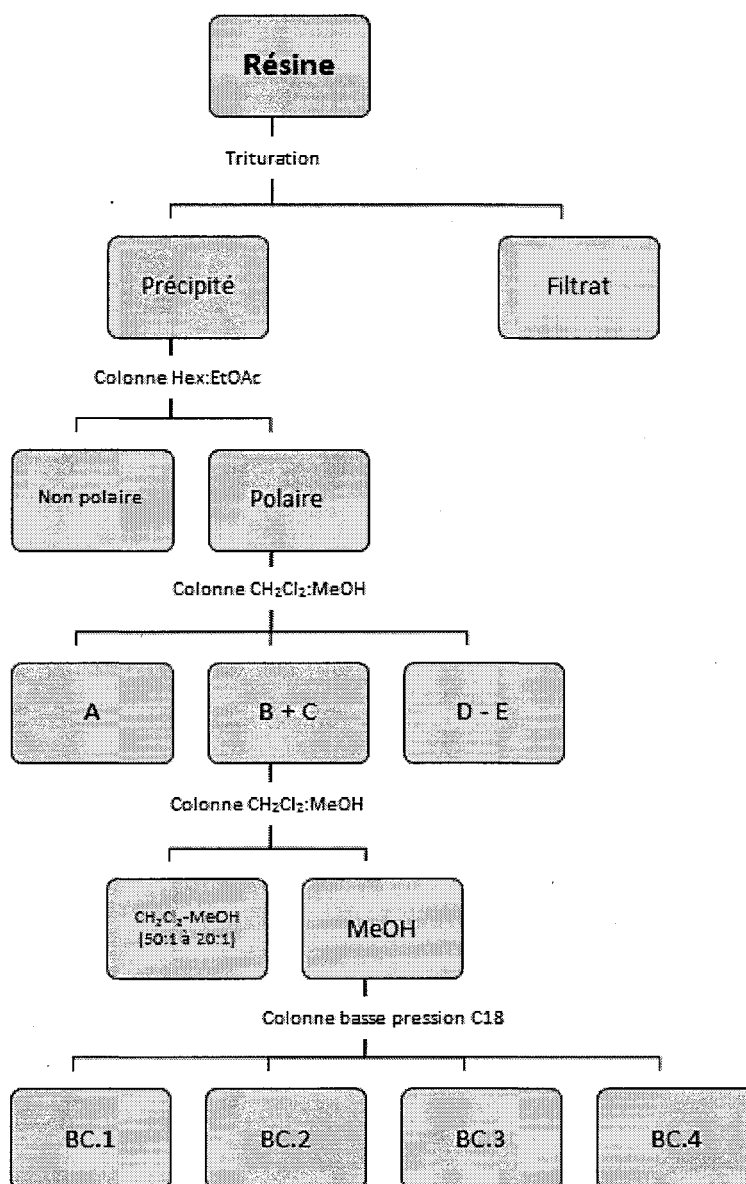 Résine
Trituration
Précipité
Filtrat
Colonne Hex:EtOAc
Non polaire
Polaire
Colonne CH₂Cl₂:MeOH
A
B + C
D - E
Colonne CH₂Cl₂:MeOH
CH₂Cl₂-MeOH
[50:1 à 20:1]
MeOH
Colonne basse pression C18
BC.1
BC.2
BC.3
BC.4